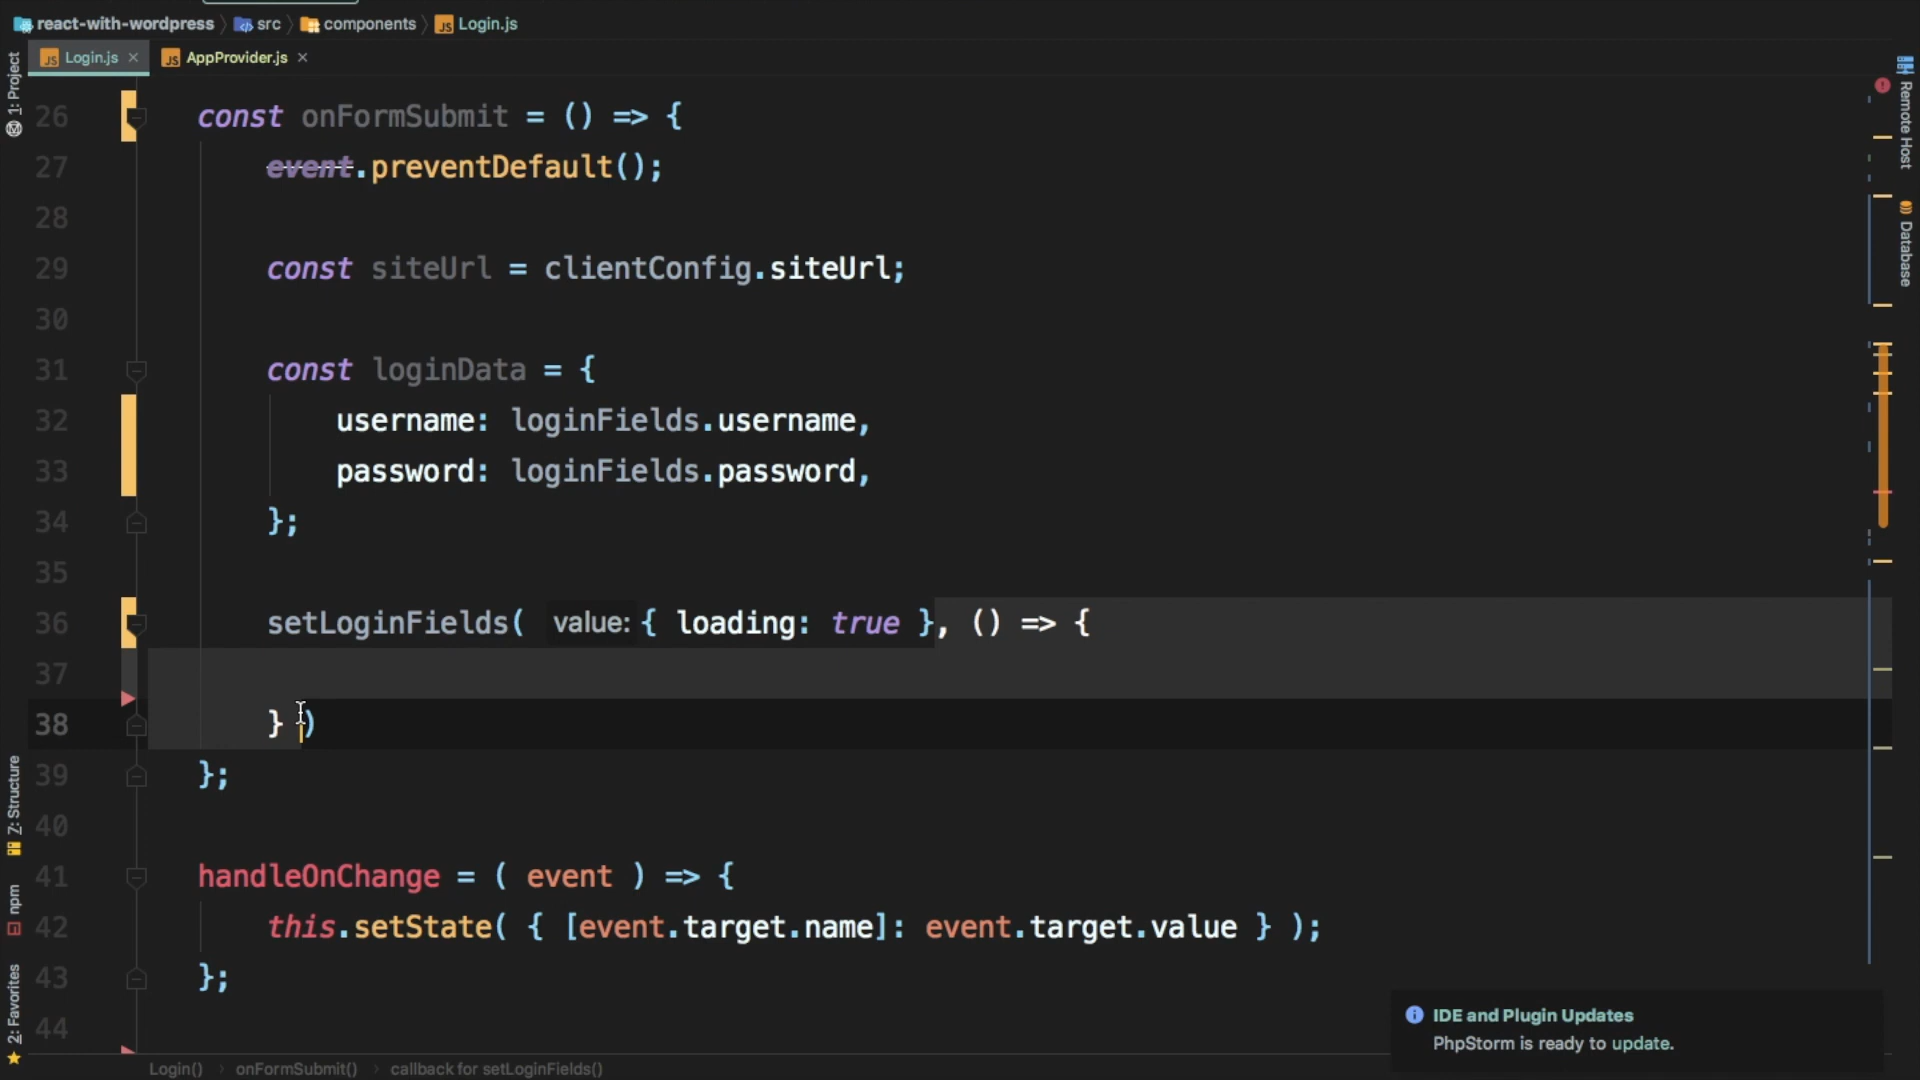 react-with-wordpress src components Login.js
Login.js AppProvider.js
1: Project
Remote Host
Database
26 const onFormSubmit = () => {
27 event.preventDefault();
28
29 const siteUrl = clientConfig.siteUrl;
30
31 const loginData = {
32 username: loginFields.username,
33 password: loginFields.password,
34 };
35
36 setLoginFields( value: { loading: true }, () => {
37
38 } )
39 };
40
41 handleOnChange = ( event ) => {
42 this.setState( { [event.target.name]: event.target.value } );
43 };
44
Z: Structure
npm
2: Favorites
IDE and Plugin Updates
PhpStorm is ready to update.
Login() onFormSubmit() callback for setLoginFields()